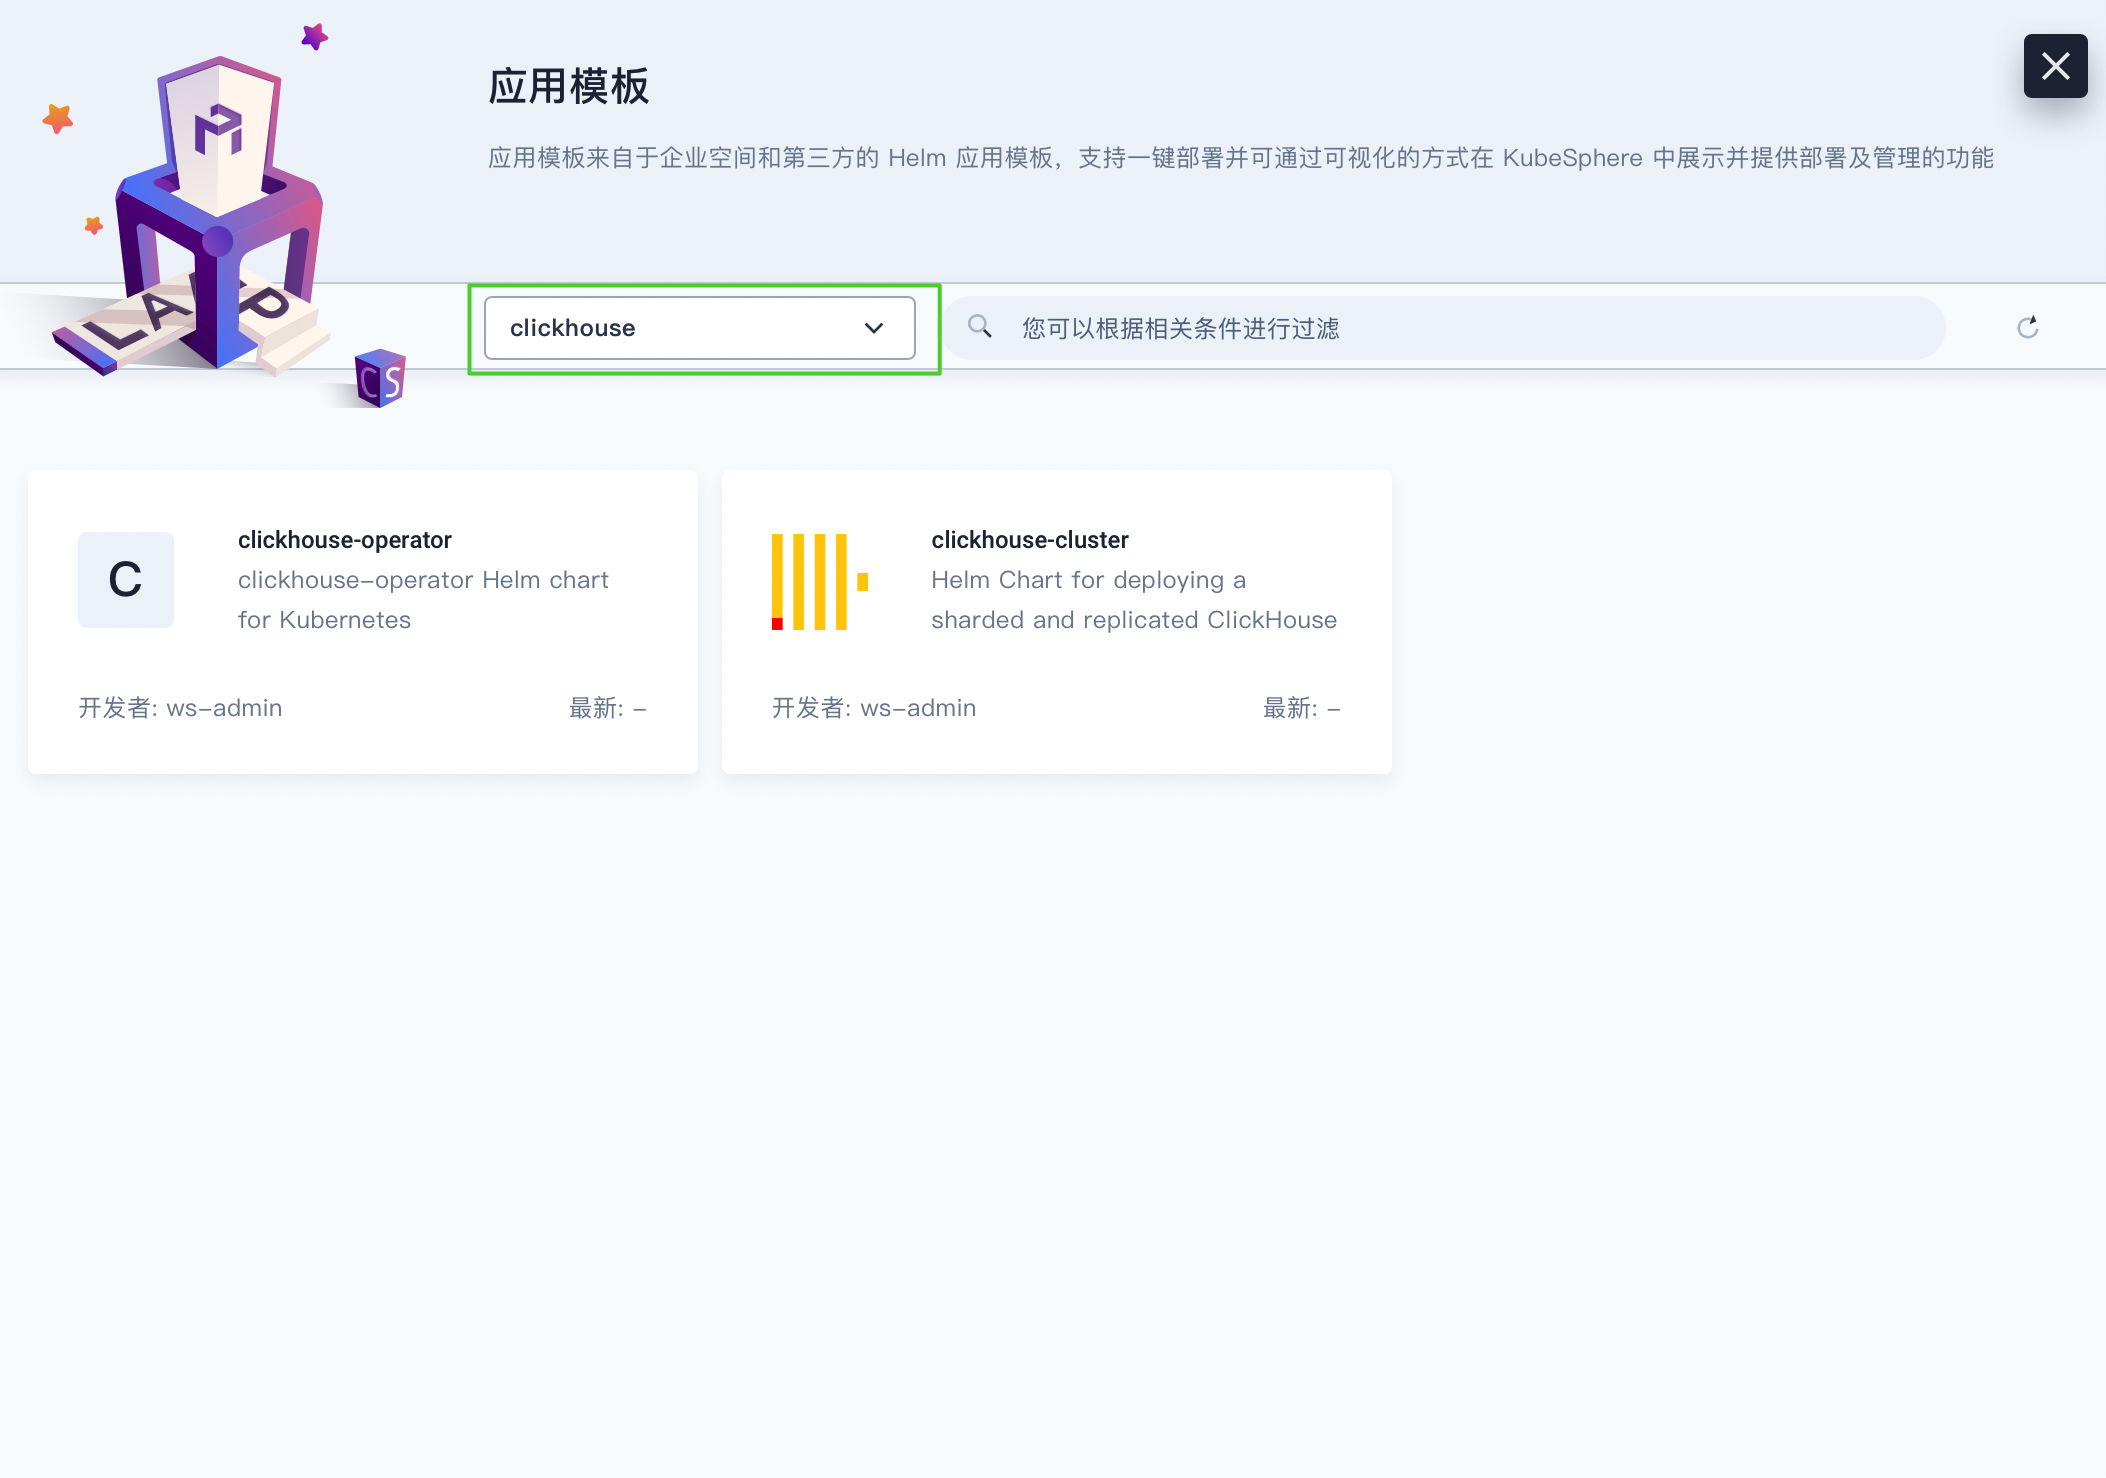 应用模板
应用模板来自于企业空间和第三方的 Helm 应用模板，支持一键部署并可通过可视化的方式在 KubeSphere 中展示并提供部署及管理的功能
LA
P
CS
clickhouse
您可以根据相关条件进行过滤
C
clickhouse-operator
clickhouse-operator Helm chart
for Kubernetes
开发者: ws-admin
最新: -
clickhouse-cluster
Helm Chart for deploying a
sharded and replicated ClickHouse
开发者: ws-admin
最新: -